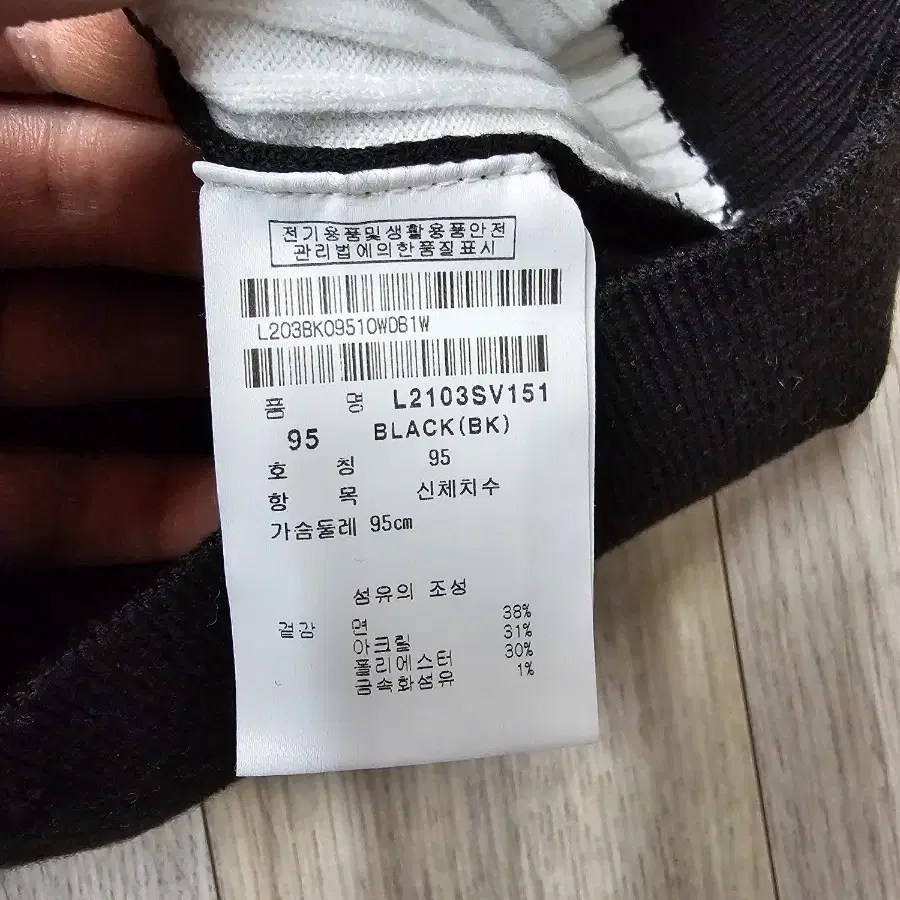 전기용품및생활용품안전
관리법에의한품질표시
L203BK09510WOB1W
품 명 L2103SV151
95 BLACK(BK)
호 칭 95
항 목 신체치수
가슴둘레 95cm
섬유의 조성
겉감 면 38%
아크릴 31%
폴리에스터 30%
금속화섬유 1%